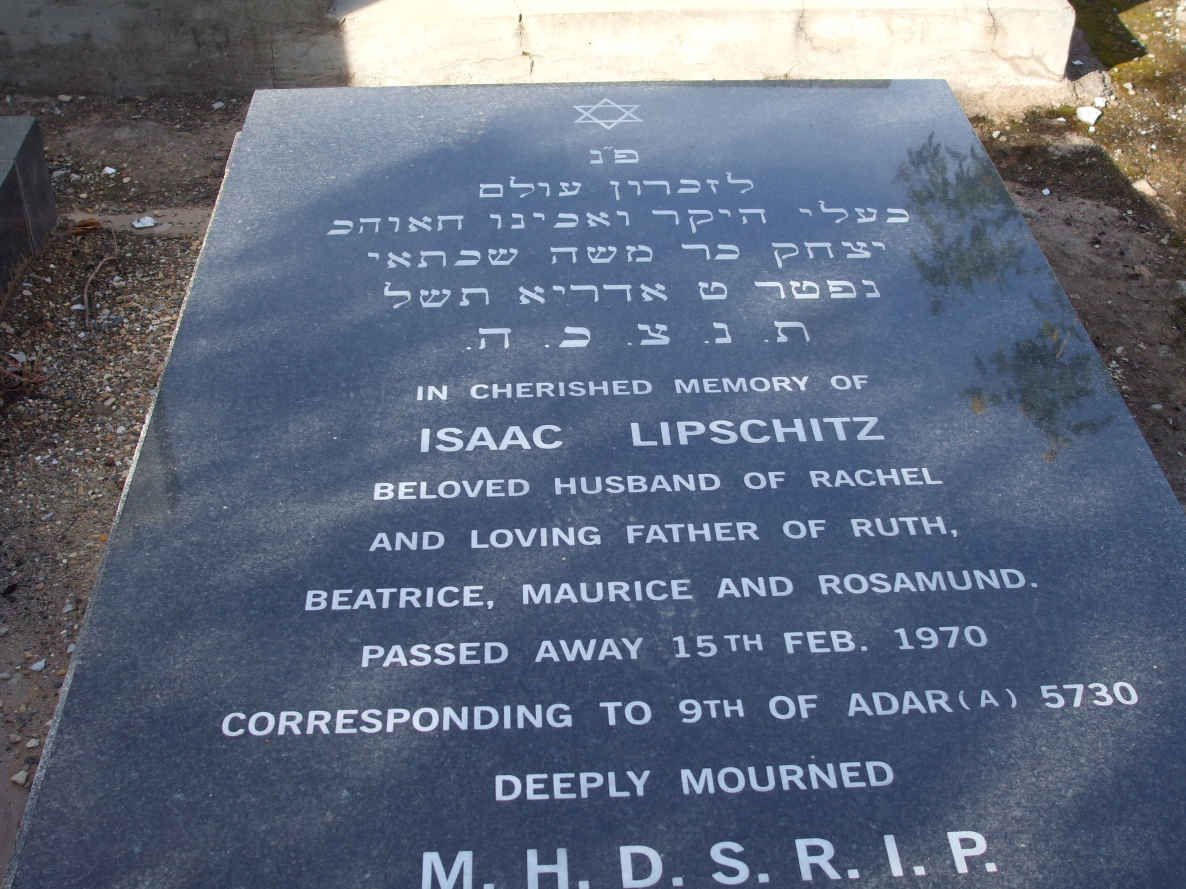 פ״נ
לזכרון עולם
בעלי היקר ואבינו האוהב
יצחק בר משה שבתאי
נפטר ט אדריא תשל
ת. נ. צ. ב. ה.
IN CHERISHED MEMORY OF
ISAAC LIPSCHITZ
BELOVED HUSBAND OF RACHEL
AND LOVING FATHER OF RUTH,
BEATRICE, MAURICE AND ROSAMUND.
PASSED AWAY 15TH FEB. 1970
CORRESPONDING TO 9TH OF ADAR(A) 5730
DEEPLY MOURNED
M.H.D.S.R.I.P.